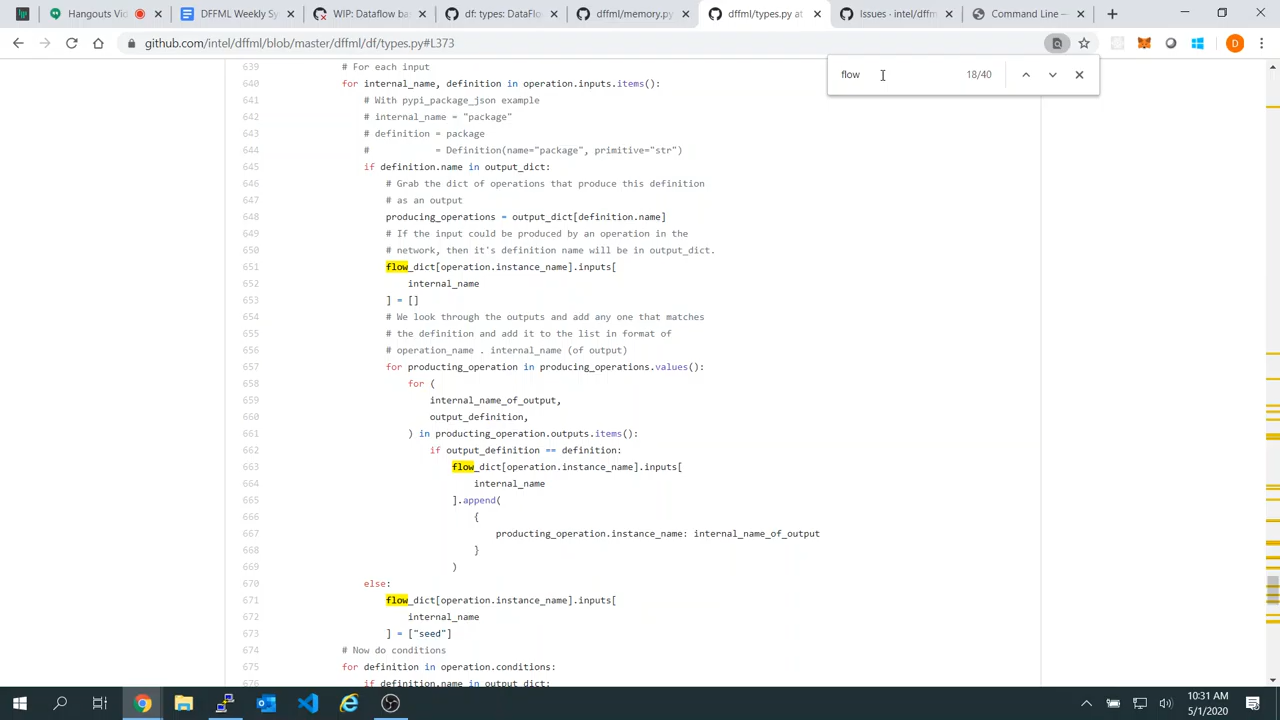 Hangouts Vid
DFFML Weekly Sy
WIP: Dataflow ba
df: types: DataFlo
dffml/memory.py
dffml/types.py at
Issues · intel/dffml
Command Line —
github.com/intel/dffml/blob/master/dffml/df/types.py#L373
D
flow
18/40
639 # For each input
640 for internal_name, definition in operation.inputs.items():
641 # With pypi_package_json example
642 # internal_name = "package"
643 # definition = package
644 #            = Definition(name="package", primitive="str")
645 if definition.name in output_dict:
646 # Grab the dict of operations that produce this definition
647 # as an output
648 producing_operations = output_dict[definition.name]
649 # If the input could be produced by an operation in the
650 # network, then it's definition name will be in output_dict.
651 flow_dict[operation.instance_name].inputs[
652 internal_name
653 ] = []
654 # We look through the outputs and add any one that matches
655 # the definition and add it to the list in format of
656 # operation_name . internal_name (of output)
657 for producting_operation in producing_operations.values():
658 for (
659 internal_name_of_output,
660 output_definition,
661 ) in producting_operation.outputs.items():
662 if output_definition == definition:
663 flow_dict[operation.instance_name].inputs[
664 internal_name
665 ].append(
666 {
667 producting_operation.instance_name: internal_name_of_output
668 }
669 )
670 else:
671 flow_dict[operation.instance_name].inputs[
672 internal_name
673 ] = ["seed"]
674 # Now do conditions
675 for definition in operation.conditions:
676 if definition.name in output_dict:
10:31 AM
5/1/2020